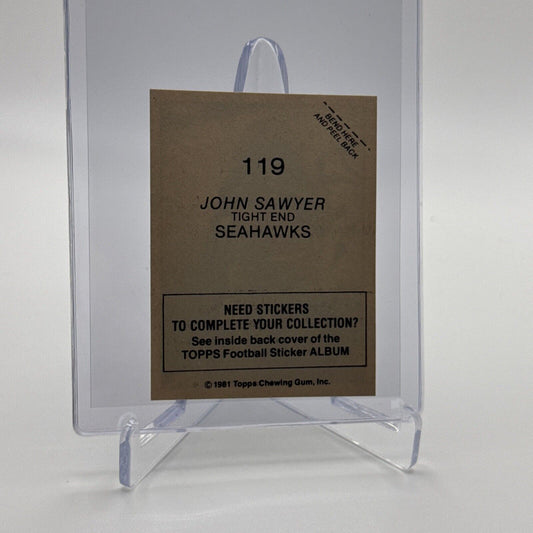 BEND HERE
AND PEEL BACK
119
JOHN SAWYER
TIGHT END
SEAHAWKS
NEED STICKERS
TO COMPLETE YOUR COLLECTION?
See inside back cover of the
TOPPS Football Sticker ALBUM
© 1981 Topps Chewing Gum, Inc.